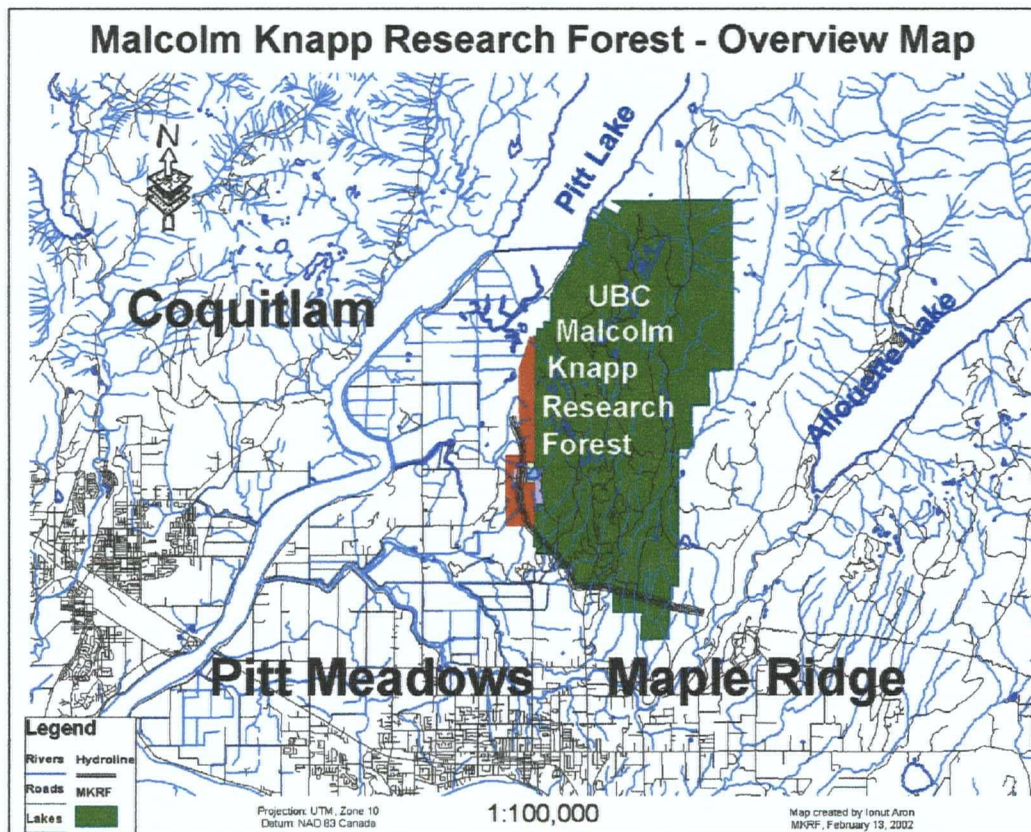 Malcolm Knapp Research Forest - Overview Map
N
Pitt Lake
Coquitlam
UBC
Malcolm
Knapp
Research
Forest
Allouette Lake
Pitt Meadows
Maple Ridge
Legend
Rivers Hydroline
Roads MKRF
Lakes
Projection: UTM, Zone 10
Datum: NAD 83 Canada
1:100,000
Map created by Ionut Aron
MKRF, February 13, 2002